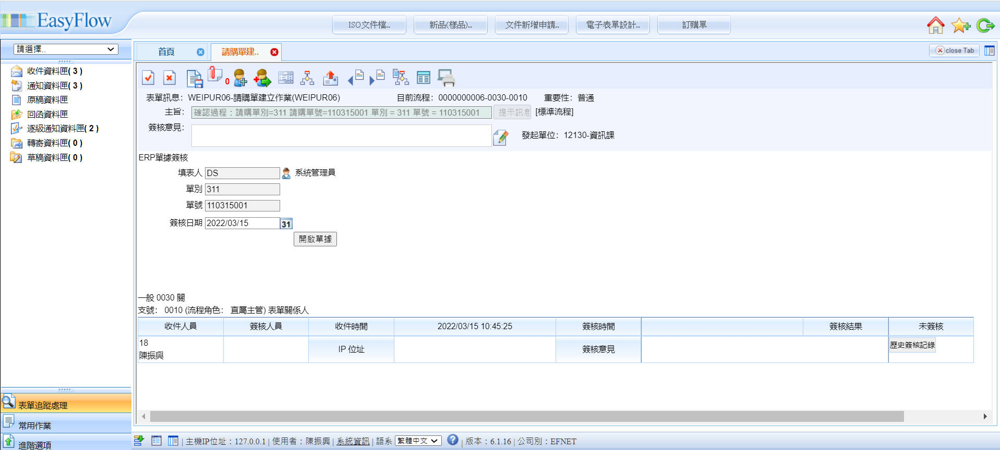 EasyFlow
ISO文件檔..
新品(樣品)..
文件新增申請..
電子表單設計..
訂購單
請選擇..
收件資料匣( 3 )
通知資料匣( 3 )
原稿資料匣
回函資料匣
逐級通知資料匣( 2 )
轉寄資料匣( 0 )
草稿資料匣( 0 )
表單追蹤處理
常用作業
進階選項
首頁
請購單建..
close Tab
0
表單訊息: WEIPUR06-請購單建立作業(WEIPUR06) 目前流程: 0000000006-0030-0010 重要性: 普通
主旨: 確認過程：請購單別=311 請購單號=110315001 單別 = 311 單號 = 110315001 提示訊息 [標準流程]
簽核意見: 發起單位: 12130-資訊課
ERP單據簽核
填表人 DS 系統管理員
單別 311
單號 110315001
簽核日期 2022/03/15 31
開啟單據
一般 0030 關
支號: 0010 (流程角色: 直屬主管) 表單關係人
收件人員 簽核人員 收件時間 2022/03/15 10:45:25 簽核時間 簽核結果 未簽核
18
陳振興 IP 位址 簽核意見 歷史簽核記錄
| 主機IP位址：127.0.0.1 | 使用者：陳振興 | 系統資訊 | 語系 繁體中文 | 版本：6.1.16 | 公司別：EFNET